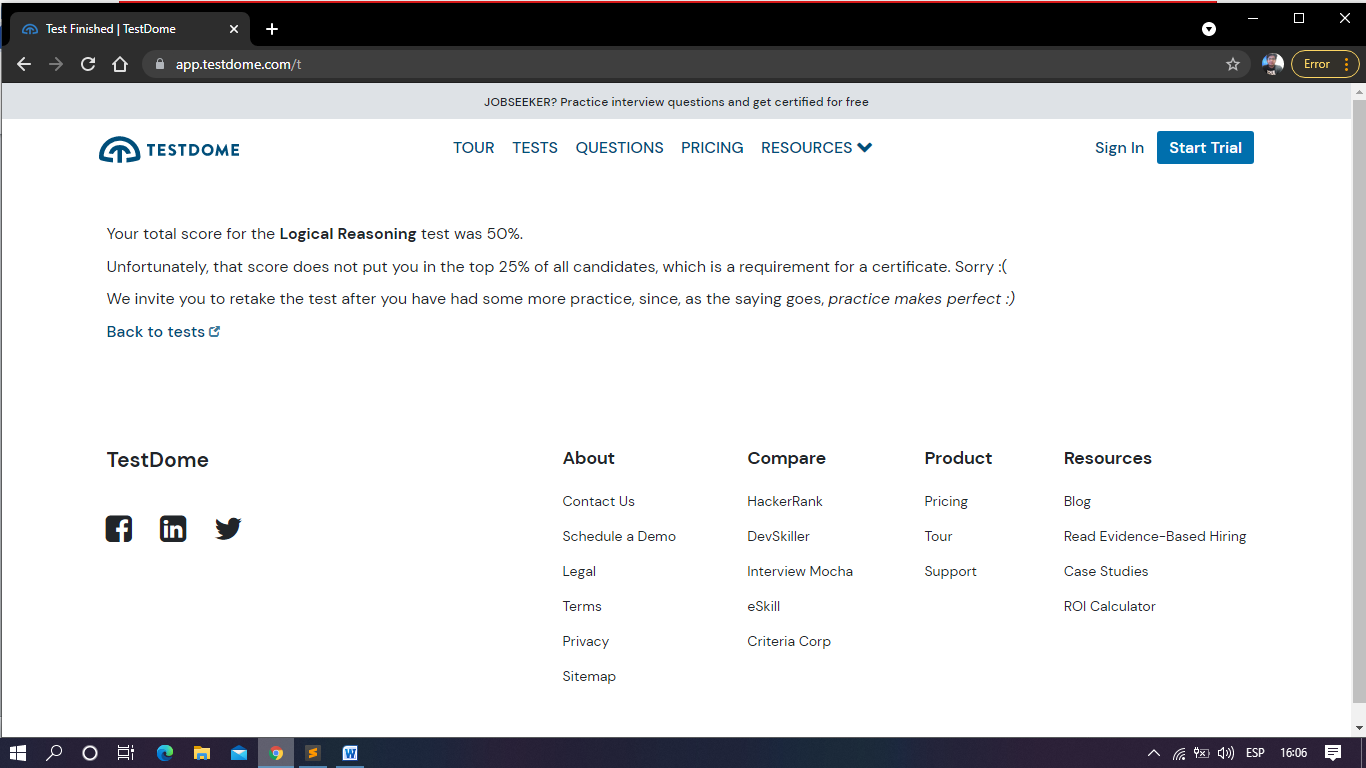 Test Finished | TestDome
app.testdome.com/t
Error
JOBSEEKER? Practice interview questions and get certified for free
TESTDOME
TOUR TESTS QUESTIONS PRICING RESOURCES
Sign In Start Trial
Your total score for the Logical Reasoning test was 50%.
Unfortunately, that score does not put you in the top 25% of all candidates, which is a requirement for a certificate. Sorry :(
We invite you to retake the test after you have had some more practice, since, as the saying goes, practice makes perfect :)
Back to tests
TestDome
About
Contact Us
Schedule a Demo
Legal
Terms
Privacy
Sitemap
Compare
HackerRank
DevSkiller
Interview Mocha
eSkill
Criteria Corp
Product
Pricing
Tour
Support
Resources
Blog
Read Evidence-Based Hiring
Case Studies
ROI Calculator
ESP 16:06